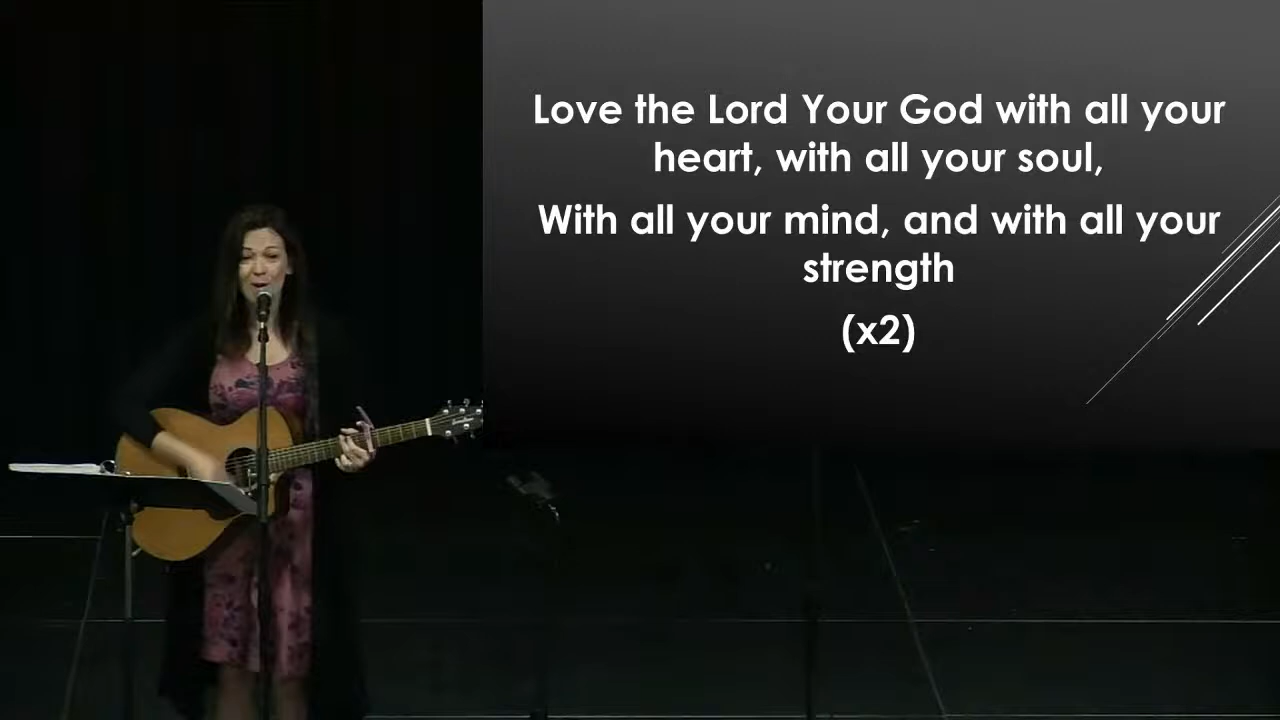 Love the Lord Your God with all your
heart, with all your soul,
With all your mind, and with all your
strength
(x2)